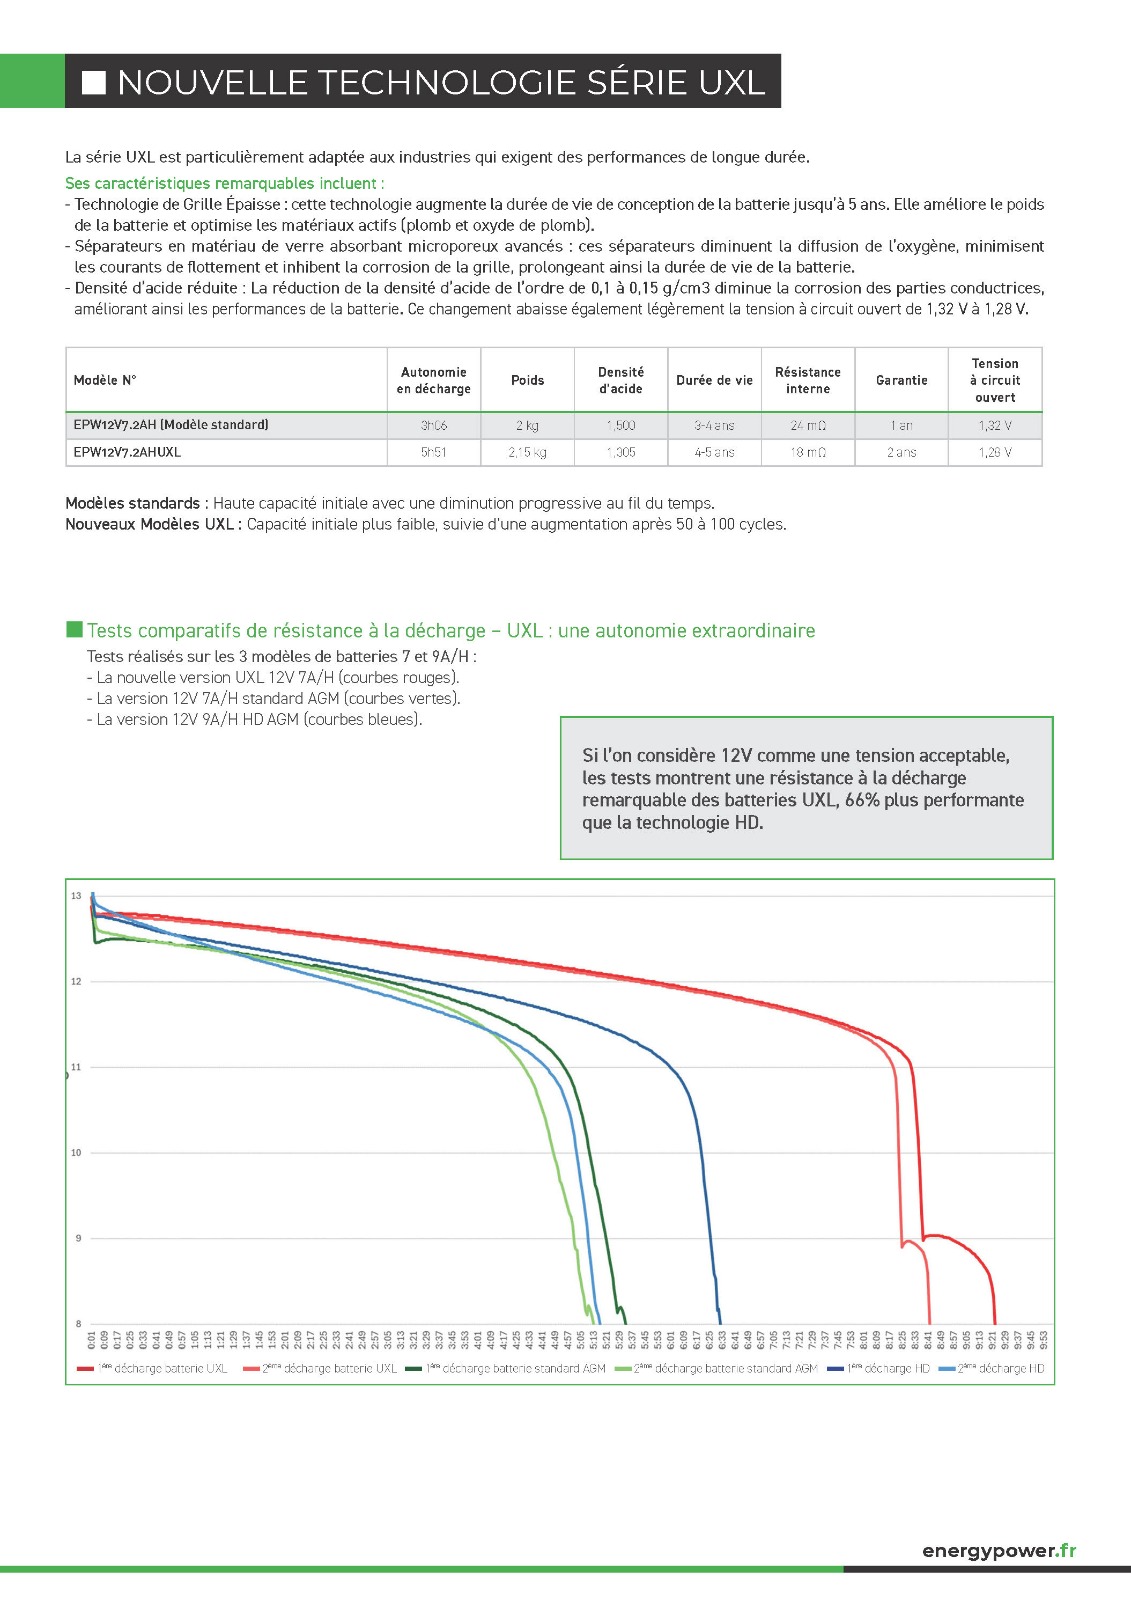 NOUVELLE TECHNOLOGIE SÉRIE UXL
La série UXL est particulièrement adaptée aux industries qui exigent des performances de longue durée.
Ses caractéristiques remarquables incluent :
- Technologie de Grille Épaisse : cette technologie augmente la durée de vie de conception de la batterie jusqu'à 5 ans. Elle améliore le poids
de la batterie et optimise les matériaux actifs (plomb et oxyde de plomb).
- Séparateurs en matériau de verre absorbant microporeux avancés : ces séparateurs diminuent la diffusion de l'oxygène, minimisent
les courants de flottement et inhibent la corrosion de la grille, prolongeant ainsi la durée de vie de la batterie.
- Densité d'acide réduite : La réduction de la densité d'acide de l'ordre de 0,1 à 0,15 g/cm3 diminue la corrosion des parties conductrices,
améliorant ainsi les performances de la batterie. Ce changement abaisse également légèrement la tension à circuit ouvert de 1,32 V à 1,28 V.
Modèle N° Autonomie en décharge Poids Densité d'acide Durée de vie Résistance interne Garantie Tension à circuit ouvert
EPW12V7.2AH (Modèle standard) 3h06 2 kg 1,500 3-4 ans 24 mΩ 1 an 1,32 V
EPW12V7.2AHUXL 5h51 2,15 kg 1,305 4-5 ans 18 mΩ 2 ans 1,28 V
Modèles standards : Haute capacité initiale avec une diminution progressive au fil du temps.
Nouveaux Modèles UXL : Capacité initiale plus faible, suivie d'une augmentation après 50 à 100 cycles.
Tests comparatifs de résistance à la décharge – UXL : une autonomie extraordinaire
Tests réalisés sur les 3 modèles de batteries 7 et 9A/H :
- La nouvelle version UXL 12V 7A/H (courbes rouges).
- La version 12V 7A/H standard AGM (courbes vertes).
- La version 12V 9A/H HD AGM (courbes bleues).
Si l'on considère 12V comme une tension acceptable,
les tests montrent une résistance à la décharge
remarquable des batteries UXL, 66% plus performante
que la technologie HD.
13
12
11
10
9
8
0:01 0:09 0:17 0:25 0:33 0:41 0:49 0:57 1:05 1:13 1:21 1:29 1:37 1:45 1:53 2:01 2:09 2:17 2:25 2:33 2:41 2:49 2:57 3:05 3:13 3:21 3:29 3:37 3:45 3:53 4:01 4:09 4:17 4:25 4:33 4:41 4:49 4:57 5:05 5:13 5:21 5:29 5:37 5:45 5:53 6:01 6:09 6:17 6:25 6:33 6:41 6:49 6:57 7:05 7:13 7:21 7:29 7:37 7:45 7:53 8:01 8:09 8:17 8:25 8:33 8:41 8:49 8:57 9:05 9:13 9:21 9:29 9:37 9:45 9:53
1ère décharge batterie UXL 2ème décharge batterie UXL 1ère décharge batterie standard AGM 2ème décharge batterie standard AGM 1ère décharge HD 2ème décharge HD
energypower.fr